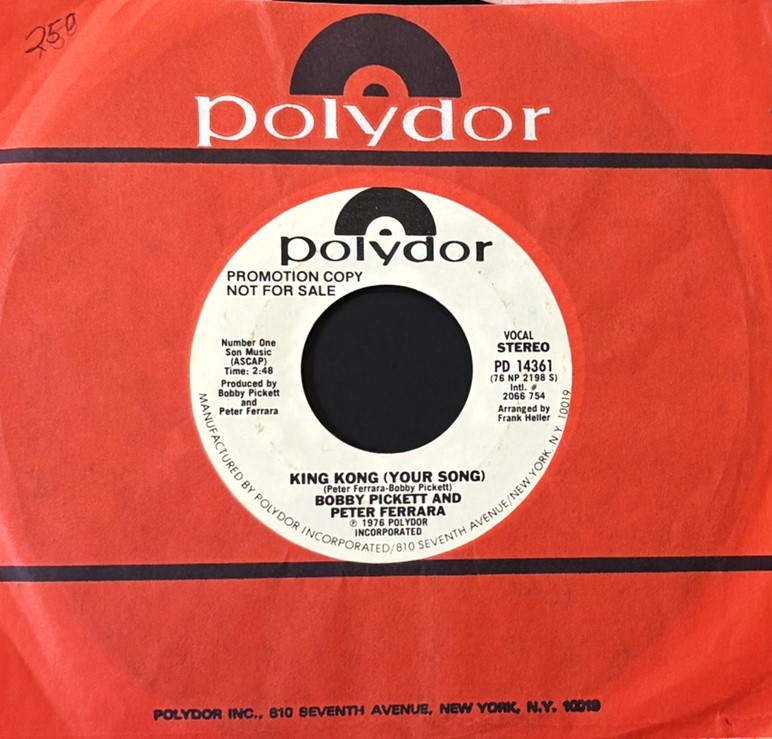 250
polydor
polydor
PROMOTION COPY
NOT FOR SALE
Number One
Son Music
(ASCAP)
Time: 2:48
Produced by
Bobby Pickett
and
Peter Ferrara
VOCAL
STEREO
PD 14361
(76 NP 2198 S)
Intl. #
2066 754
Arranged by
Frank Heller
KING KONG (YOUR SONG)
(Peter Ferrara-Bobby Pickett)
BOBBY PICKETT AND
PETER FERRARA
℗ 1976 POLYDOR
INCORPORATED
MANUFACTURED BY POLYDOR INCORPORATED/810 SEVENTH AVENUE/NEW YORK, N.Y. 10019
POLYDOR INC., 810 SEVENTH AVENUE, NEW YORK, N.Y. 10019